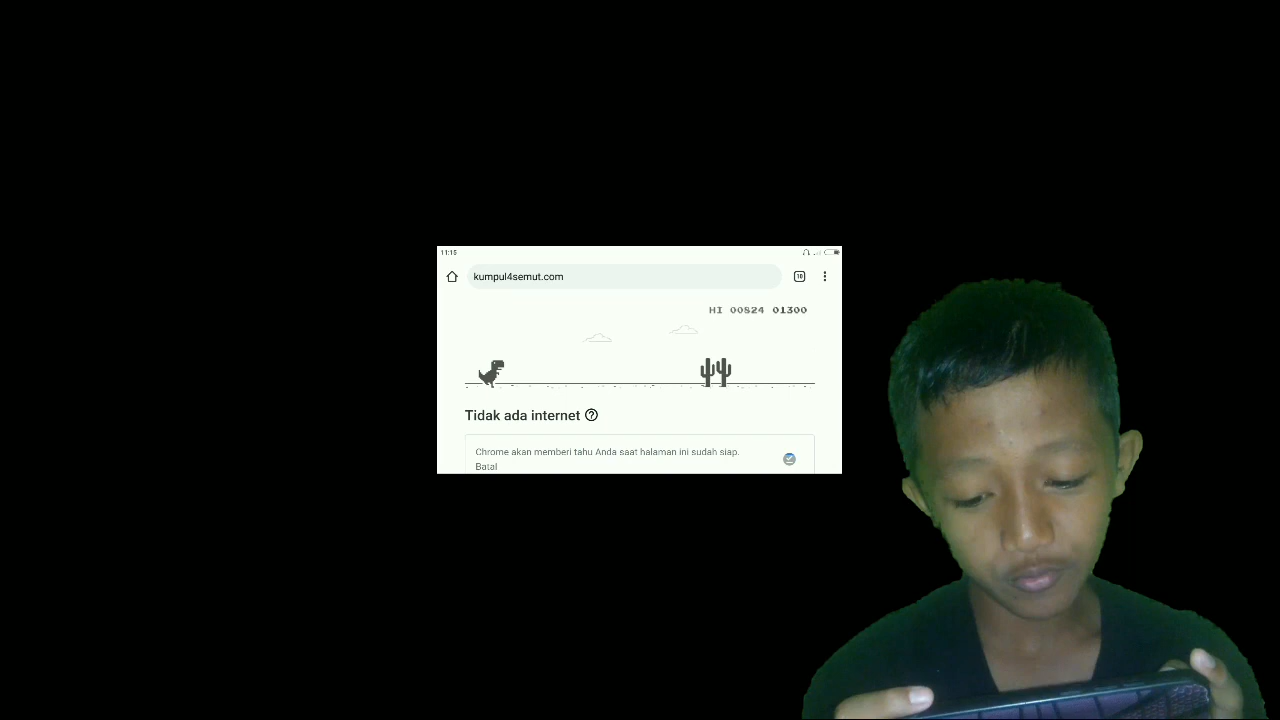 11:15
kumpul4semut.com
10
HI 00824 01300
Tidak ada internet
Chrome akan memberi tahu Anda saat halaman ini sudah siap.
Batal